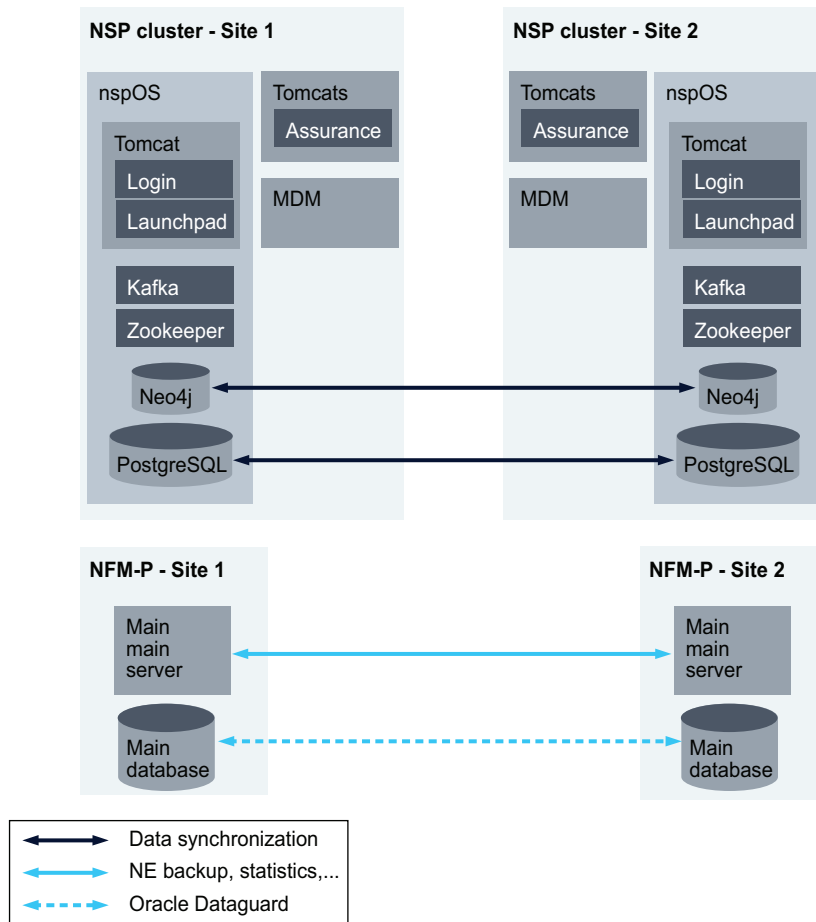 NSP cluster - Site 1
nspOS
Tomcat
Login
Launchpad
Kafka
Zookeeper
Neo4j
PostgreSQL
Tomcats
Assurance
MDM
NSP cluster - Site 2
Tomcats
Assurance
MDM
nspOS
Tomcat
Login
Launchpad
Kafka
Zookeeper
Neo4j
PostgreSQL
NFM-P - Site 1
Main
main
server
Main
database
NFM-P - Site 2
Main
main
server
Main
database
Data synchronization
NE backup, statistics,...
Oracle Dataguard